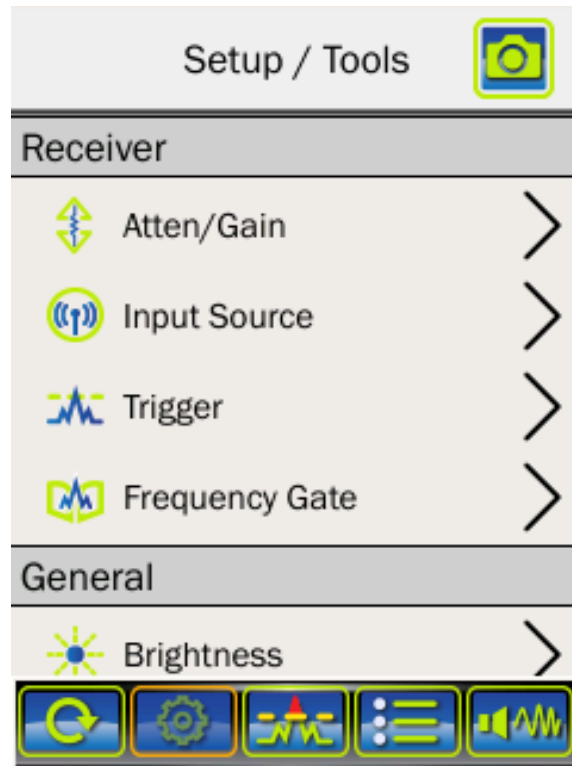 Setup / Tools
Receiver
Atten/Gain
Input Source
Trigger
Frequency Gate
General
Brightness